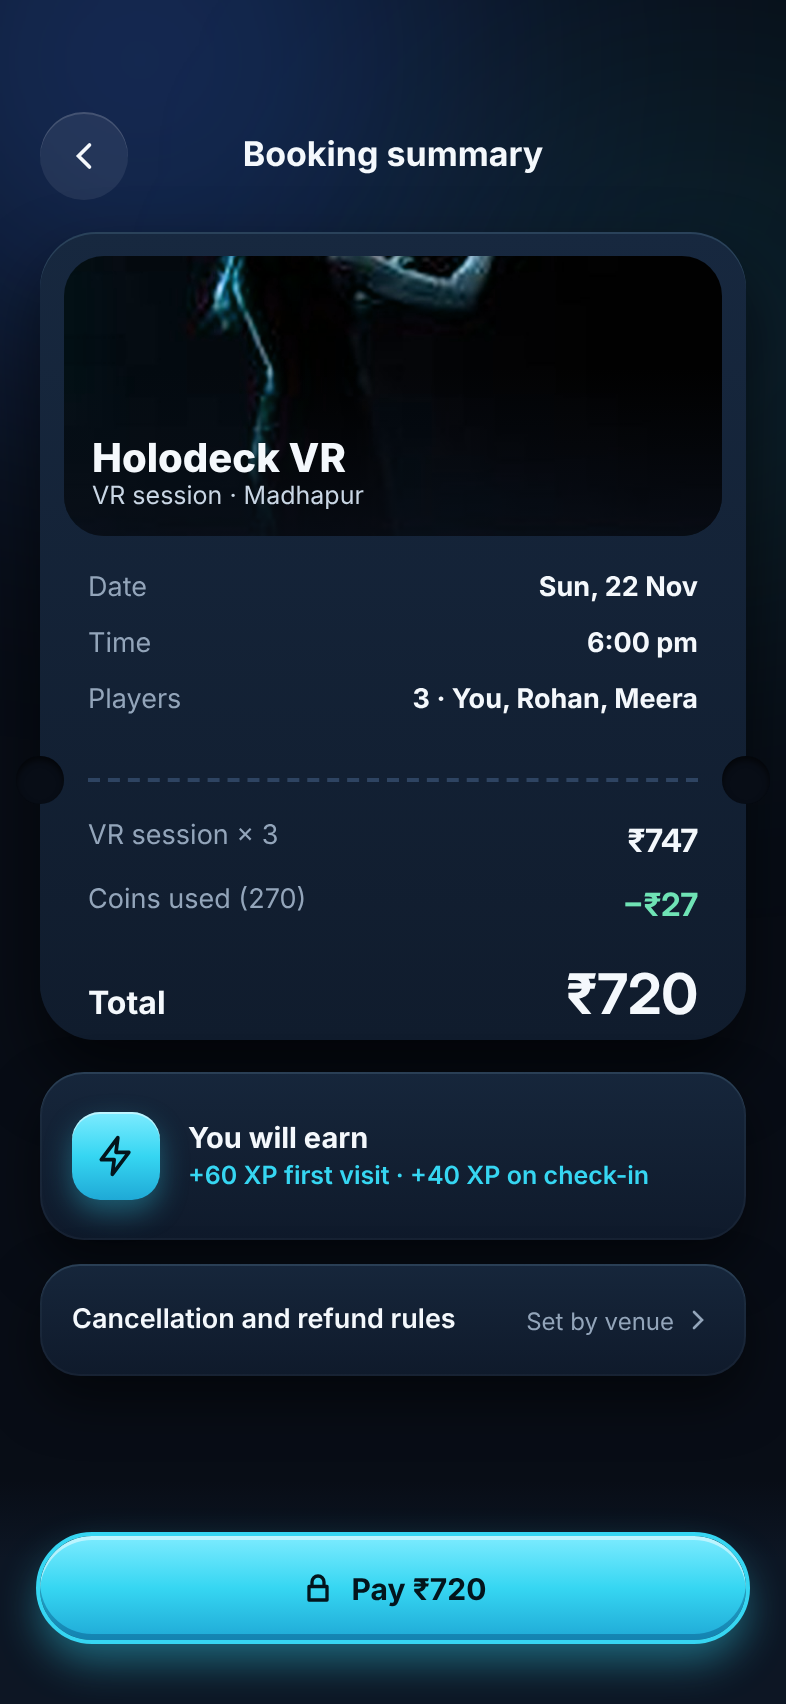 Booking summary
Holodeck VR
VR session · Madhapur
Date Sun, 22 Nov
Time 6:00 pm
Players 3 · You, Rohan, Meera
VR session × 3 ₹747
Coins used (270) −₹27
Total ₹720
You will earn
+60 XP first visit · +40 XP on check-in
Cancellation and refund rules Set by venue
Pay ₹720